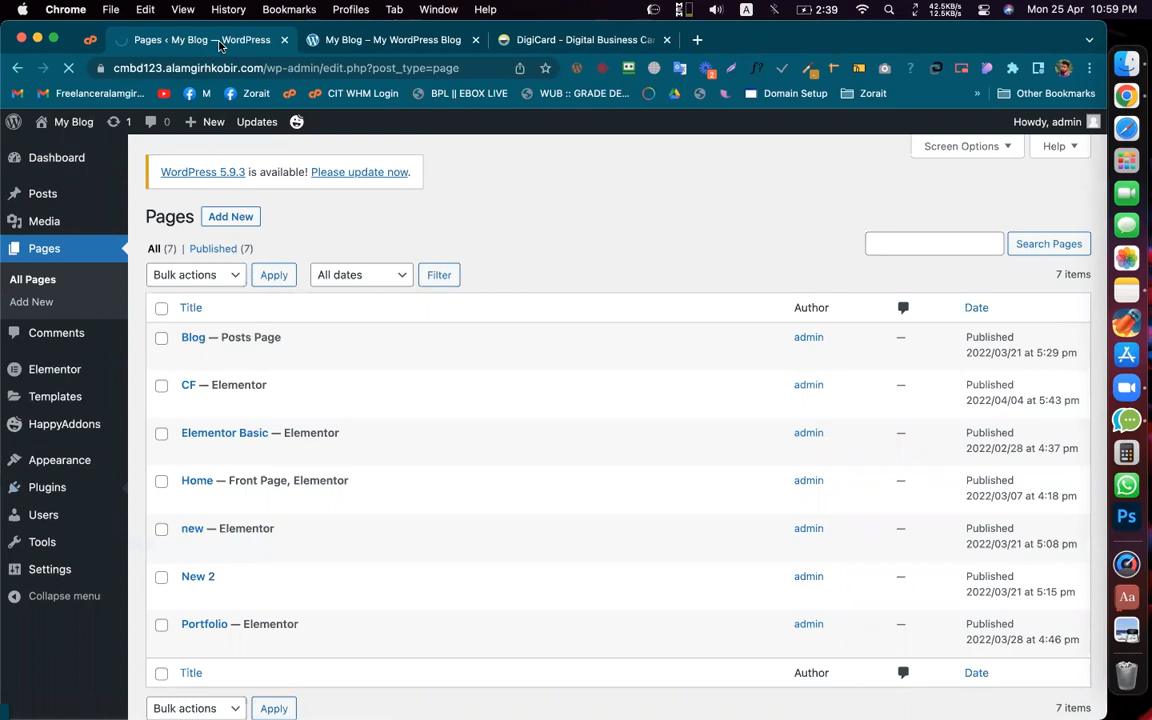 Chrome File Edit View History Bookmarks Profiles Tab Window Help A 2:39 42.5KB/s 12.5KB/s Mon 25 Apr 10:59 PM
Pages ‹ My Blog — WordPress My Blog – My WordPress Blog DigiCard - Digital Business Ca
cmbd123.alamgirhkobir.com/wp-admin/edit.php?post_type=page
Freelanceralamgir... M Zorait CIT WHM Login BPL || EBOX LIVE WUB :: GRADE DE... Domain Setup Zorait » Other Bookmarks
My Blog 1 0 New Updates Howdy, admin
Screen Options Help
Dashboard
WordPress 5.9.3 is available! Please update now.
Posts
Media
Pages Add New
Pages
All (7) | Published (7) Search Pages
Bulk actions Apply All dates Filter 7 items
All Pages
Add New
Title Author Date
Comments
Blog — Posts Page admin — Published
2022/03/21 at 5:29 pm
Elementor
CF — Elementor admin — Published
2022/04/04 at 5:43 pm
Templates
HappyAddons
Elementor Basic — Elementor admin — Published
2022/02/28 at 4:37 pm
Appearance
Home — Front Page, Elementor admin — Published
2022/03/07 at 4:18 pm
Plugins
Users
new — Elementor admin — Published
2022/03/21 at 5:08 pm
Tools
Settings
New 2 admin — Published
2022/03/21 at 5:15 pm
Collapse menu
Portfolio — Elementor admin — Published
2022/03/28 at 4:46 pm
Title Author Date
Bulk actions Apply 7 items
Aa
Ps